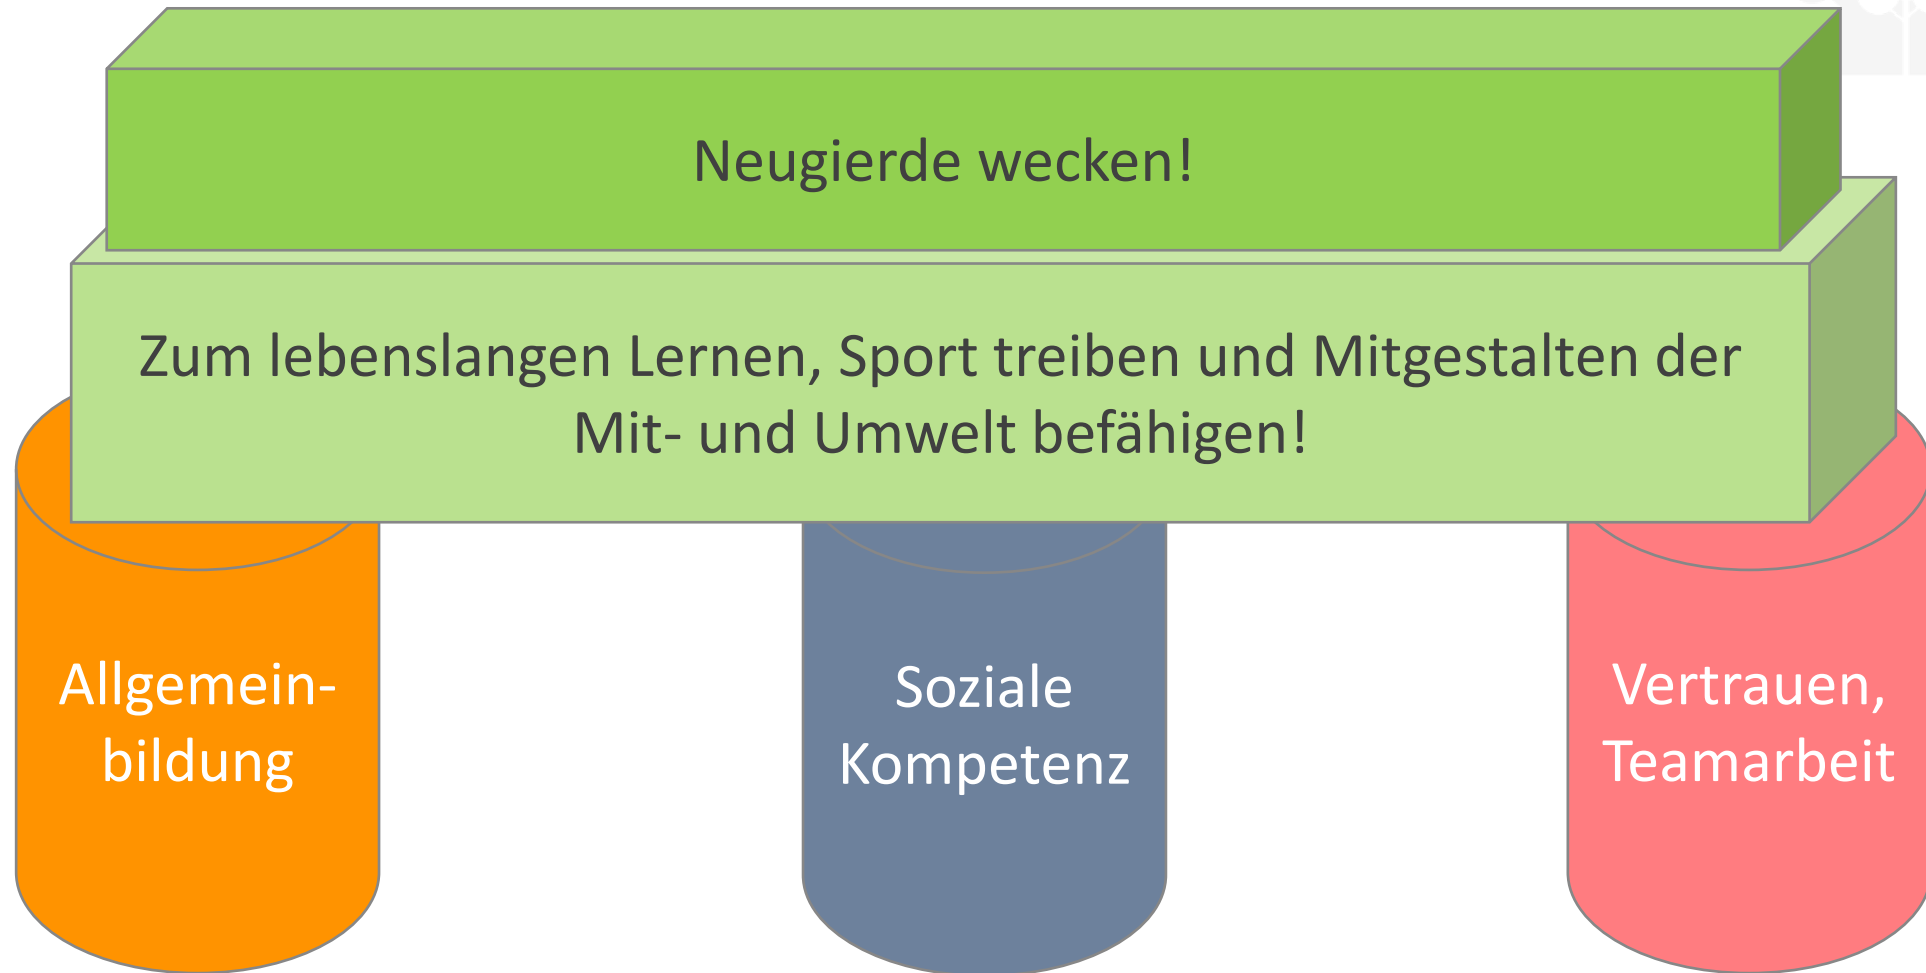 Neugierde wecken!
Zum lebenslangen Lernen, Sport treiben und Mitgestalten der
Mit- und Umwelt befähigen!
Allgemein-
bildung
Soziale
Kompetenz
Vertrauen,
Teamarbeit